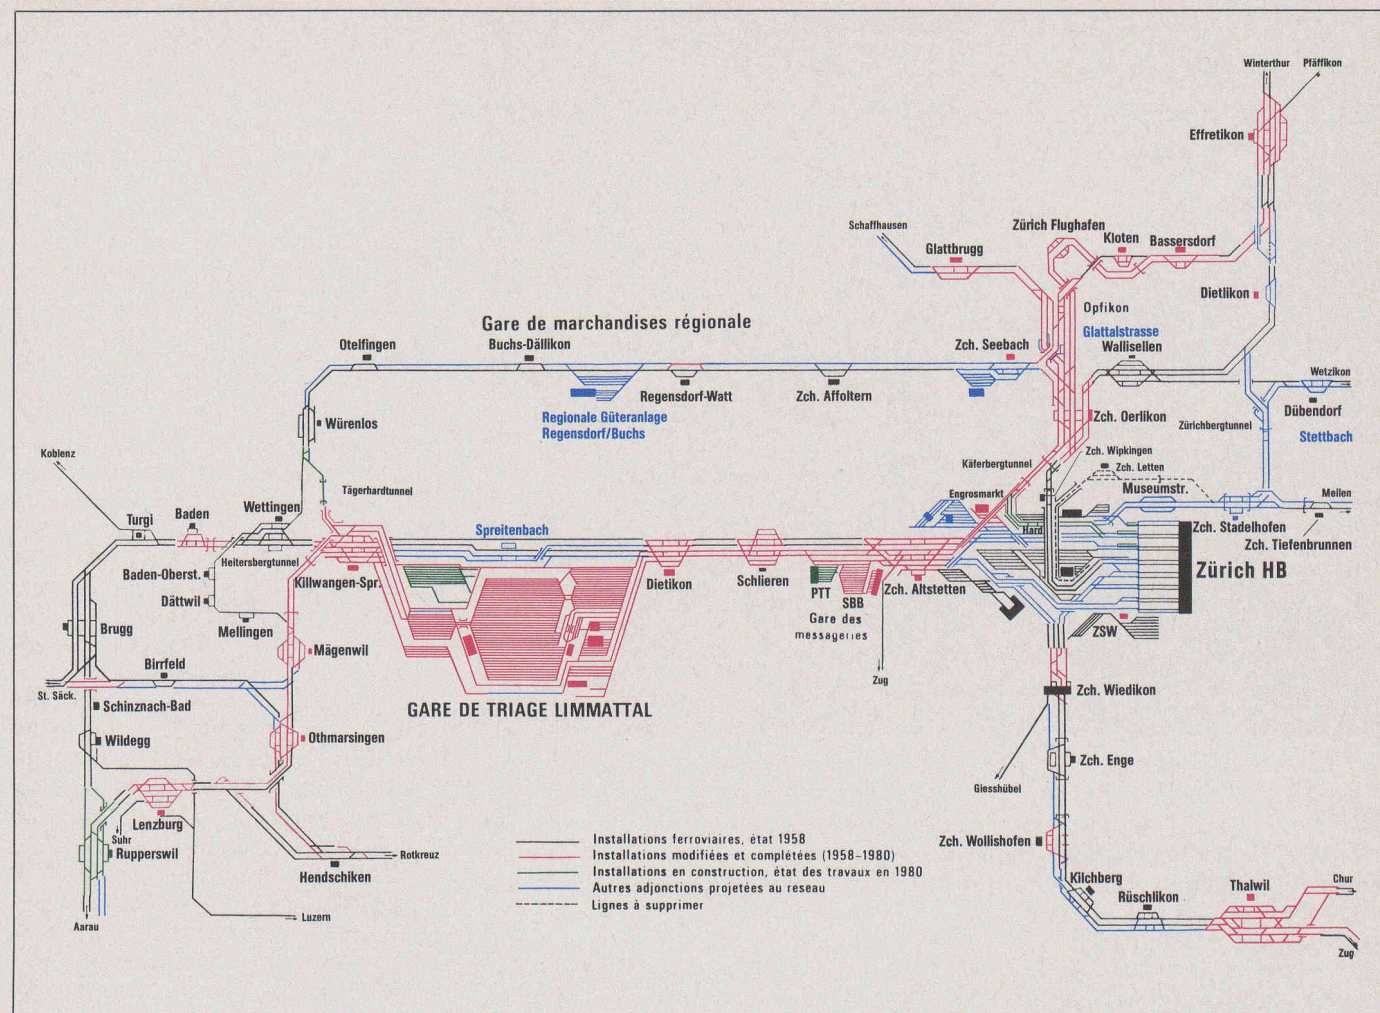 Winterthur
Pfäffikon
Effretikon
Schaffhausen
Zürich Flughafen
Kloten
Bassersdorf
Glattbrugg
Dietlikon
Opfikon
Gare de marchandises régionale
Glattalstrasse
Otelfingen
Buchs-Dällikon
Zch. Seebach
Wallisellen
Wetzikon
Regensdorf-Watt
Zch. Affoltern
Dübendorf
Regionale Güteranlage
Regensdorf/Buchs
Zch. Oerlikon
Würenlos
Zürichbergtunnel
Stettbach
Koblenz
Zch. Wipkingen
Käferbergtunnel
Zch. Letten
Tägerhardtunnel
Engrosmarkt
Museumstr.
Meilen
Turgi
Baden
Wettingen
Spreitenbach
Hard
Zch. Stadelhofen
Zch. Tiefenbrunnen
Heitersbergtunnel
Baden-Oberst.
Killwangen-Spr.
Dietikon
Schlieren
Zch. Altstetten
Zürich HB
Dättwil
PTT
SBB
Gare des
messageries
Brugg
Mellingen
ZSW
Mägenwil
Birrfeld
Zug
St. Säck.
Schinznach-Bad
GARE DE TRIAGE LIMMATTAL
Zch. Wiedikon
Wildegg
Othmarsingen
Zch. Enge
Giesshübel
Lenzburg
Suhr
Rupperswil
Hendschiken
Rotkreuz
Zch. Wollishofen
Installations ferroviaires, état 1958
Installations modifiées et complétées (1958–1980)
Installations en construction, état des travaux en 1980
Autres adjonctions projetées au reseau
Lignes à supprimer
Kilchberg
Rüschlikon
Thalwil
Chur
Aarau
Luzern
Zug